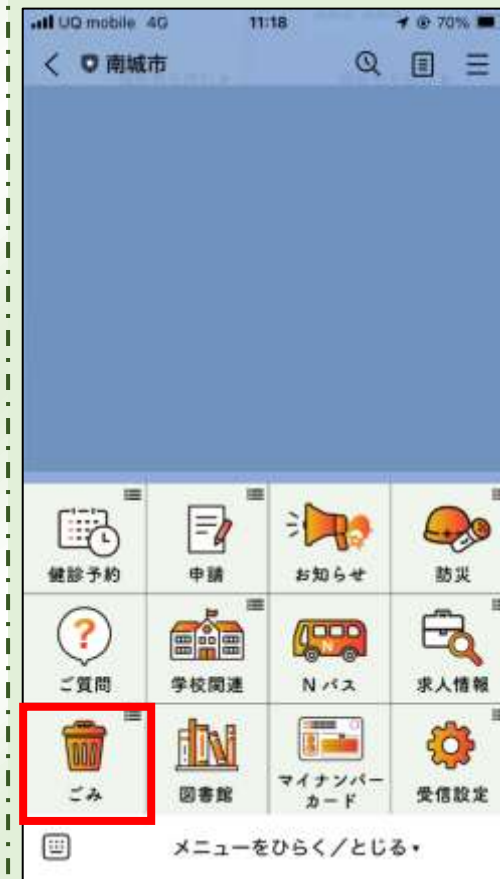 UQ mobile 4G 11:18 70%
南城市
健診予約 申請 お知らせ 防災
ご質問 学校関連 Nバス 求人情報
ごみ 図書館 マイナンバーカード 受信設定
メニューをひらく／とじる▾